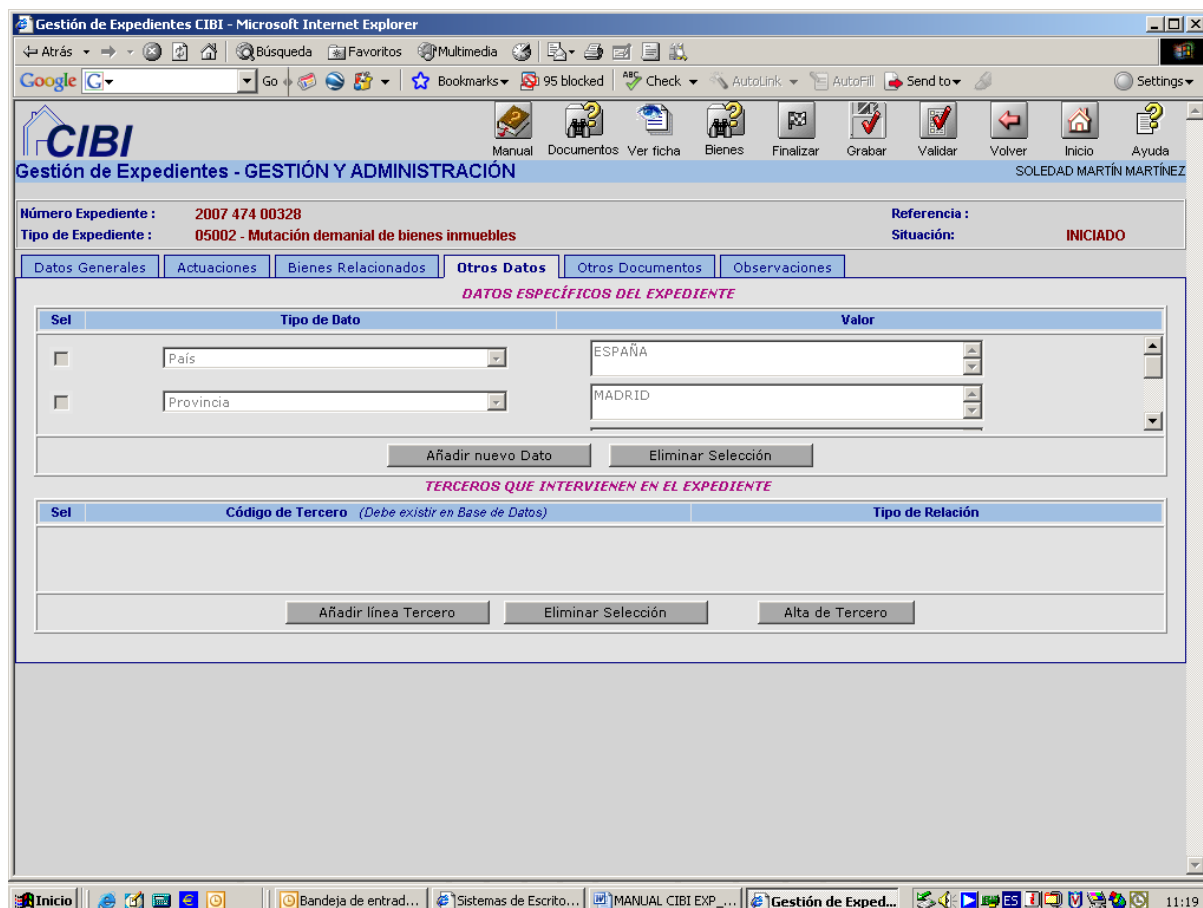 Gestión de Expedientes CIBI - Microsoft Internet Explorer
Atrás Búsqueda Favoritos Multimedia
Google G Go Bookmarks 95 blocked ABC Check AutoLink AutoFill Send to Settings
CIBI
Manual Documentos Ver ficha Bienes Finalizar Grabar Validar Volver Inicio Ayuda
Gestión de Expedientes - GESTIÓN Y ADMINISTRACIÓN SOLEDAD MARTÍN MARTÍNEZ
Número Expediente : 2007 474 00328 Referencia :
Tipo de Expediente : 05002 - Mutación demanial de bienes inmuebles Situación: INICIADO
Datos Generales Actuaciones Bienes Relacionados Otros Datos Otros Documentos Observaciones
DATOS ESPECÍFICOS DEL EXPEDIENTE
Sel Tipo de Dato Valor
País ESPAÑA
Provincia MADRID
Añadir nuevo Dato Eliminar Selección
TERCEROS QUE INTERVIENEN EN EL EXPEDIENTE
Sel Código de Tercero (Debe existir en Base de Datos) Tipo de Relación
Añadir línea Tercero Eliminar Selección Alta de Tercero
Inicio Bandeja de entrad... Sistemas de Escrito... MANUAL CIBI EXP_... Gestión de Exped... ES 11:19